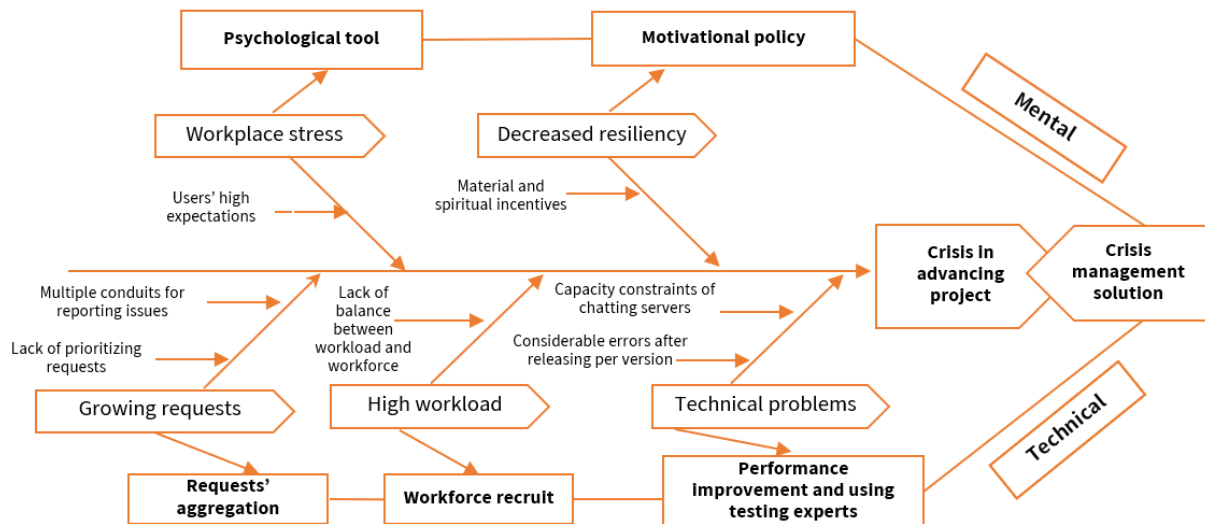 Psychological tool
Motivational policy
Mental
Workplace stress
Decreased resiliency
Users’ high
expectations
Material and
spiritual incentives
Crisis in
advancing
project
Crisis
management
solution
Multiple conduits for
reporting issues
Lack of prioritizing
requests
Lack of
balance
between
workload and
workforce
Capacity constraints of
chatting servers
Considerable errors after
releasing per version
Growing requests
High workload
Technical problems
Technical
Requests’
aggregation
Workforce recruit
Performance
improvement and using
testing experts